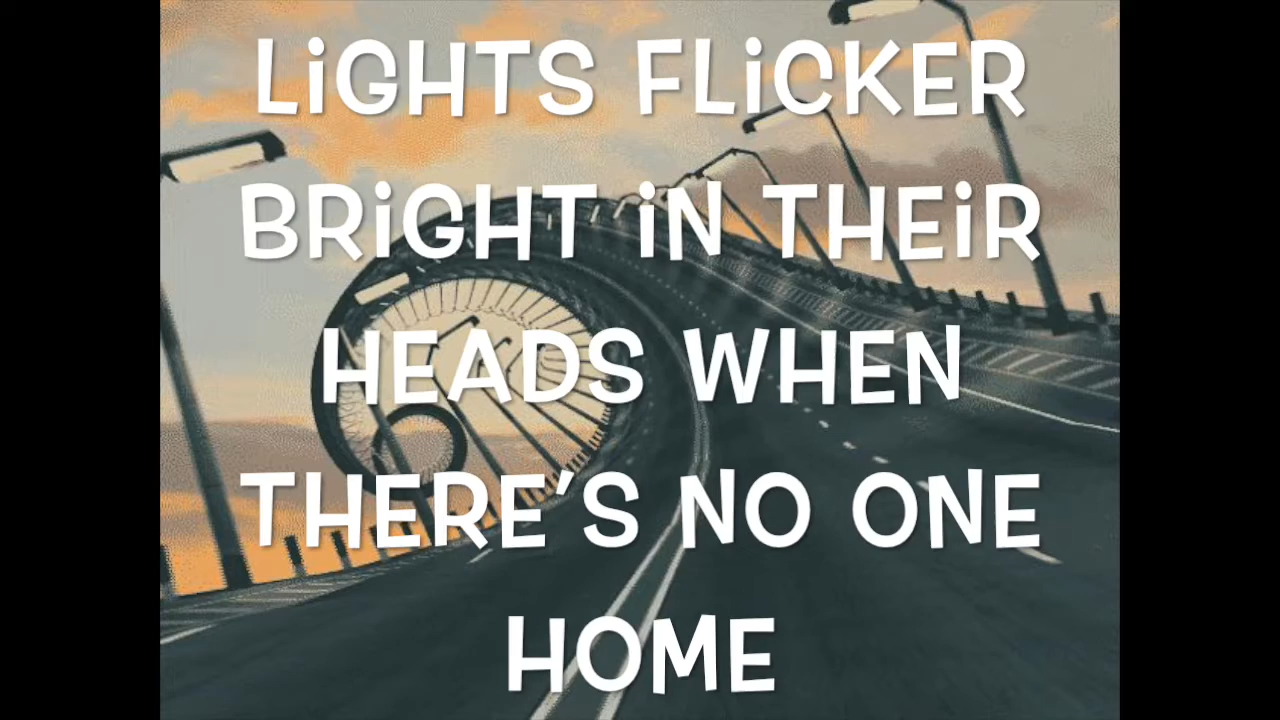 LIGHTS FLICKER
BRIGHT IN THEIR
HEADS WHEN
THERE'S NO ONE
HOME